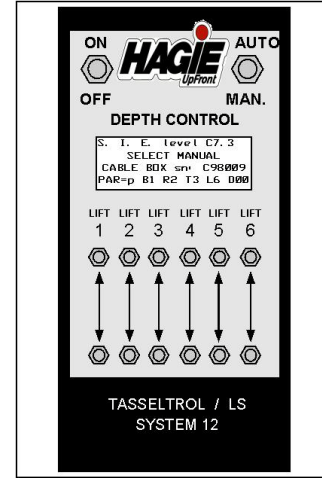 ON AUTO
HAGIE
UpFront
OFF MAN.
DEPTH CONTROL
S. I. E. level C7.3
SELECT MANUAL
CABLE BOX sn' C98009
PAR=p B1 R2 T3 L6 D00
LIFT LIFT LIFT LIFT LIFT LIFT
1 2 3 4 5 6
TASSELTROL / LS
SYSTEM 12